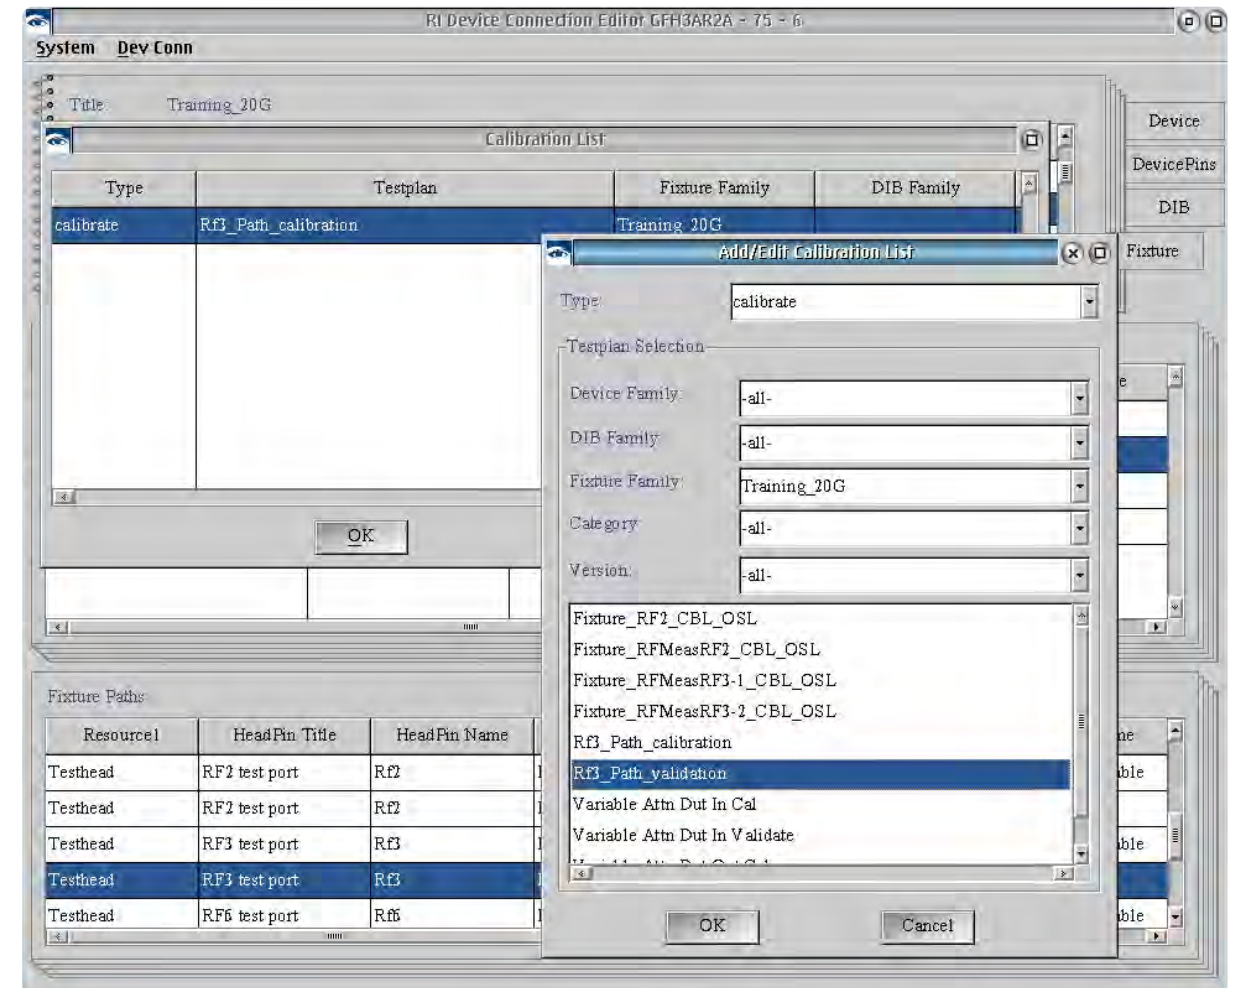 RI Device Connection Editor GFH3AR2A - 75 - 6
System Dev Conn
Title: Training_20G
Device
DevicePins
DIB
Fixture
Calibration List
Type Testplan Fixture Family DIB Family
calibrate Rf3_Path_calibration Training_20G
OK
Add/Edit Calibration List
Type: calibrate
Testplan Selection
Device Family: -all-
DIB Family: -all-
Fixture Family: Training_20G
Category: -all-
Version: -all-
Fixture_RF2_CBL_OSL
Fixture_RFMeasRF2_CBL_OSL
Fixture_RFMeasRF3-1_CBL_OSL
Fixture_RFMeasRF3-2_CBL_OSL
Rf3_Path_calibration
Rf3_Path_validation
Variable Attn Dut In Cal
Variable Attn Dut In Validate
OK Cancel
Fixture Paths
Resource1 HeadPin Title HeadPin Name
Testhead RF2 test port Rf2
Testhead RF2 test port Rf2
Testhead RF3 test port Rf3
Testhead RF3 test port Rf3
Testhead RF6 test port Rf6